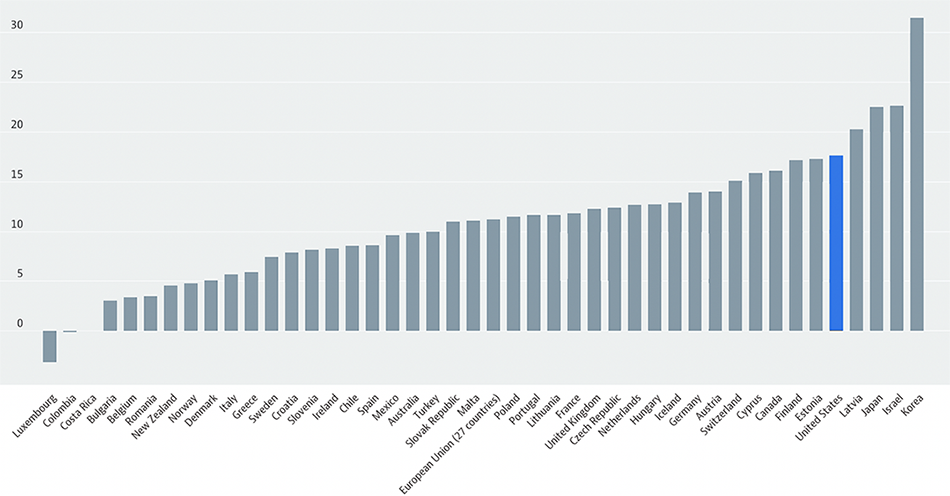 30
25
20
15
10
5
0
Luxembourg
Colombia
Costa Rica
Bulgaria
Belgium
Romania
New Zealand
Norway
Denmark
Italy
Greece
Sweden
Croatia
Slovenia
Ireland
Chile
Spain
Mexico
Australia
Turkey
Slovak Republic
Malta
European Union (27 countries)
Poland
Portugal
Lithuania
France
United Kingdom
Czech Republic
Netherlands
Hungary
Iceland
Germany
Austria
Switzerland
Cyprus
Canada
Finland
Estonia
United States
Latvia
Japan
Israel
Korea